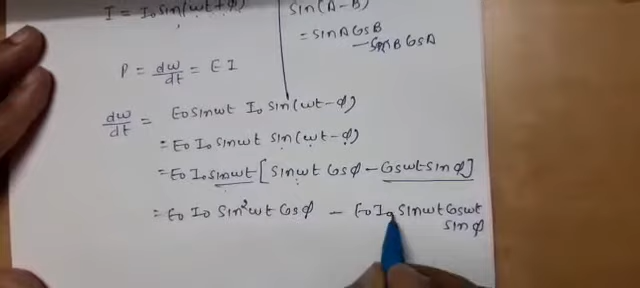 I = I₀ sin(ωt+ϕ)
sin(A-B)
= sinA CosB
- sinB CosA
P = dw/dt = E I
dw/dt = E₀ sinωt I₀ sin(ωt-ϕ)
= E₀ I₀ sinωt sin(ωt-ϕ)
= E₀ I₀ sinωt [sinωt Cosϕ - Cosωt sinϕ]
= E₀ I₀ sin²ωt Cosϕ - E₀ I₀ sinωt Cosωt
sinϕ